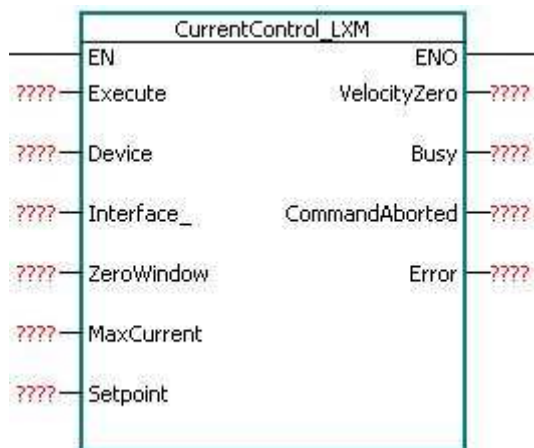 CurrentControl_LXM
EN ENO
???? Execute VelocityZero ????
???? Device Busy ????
???? Interface_ CommandAborted ????
???? ZeroWindow Error ????
???? MaxCurrent
???? Setpoint